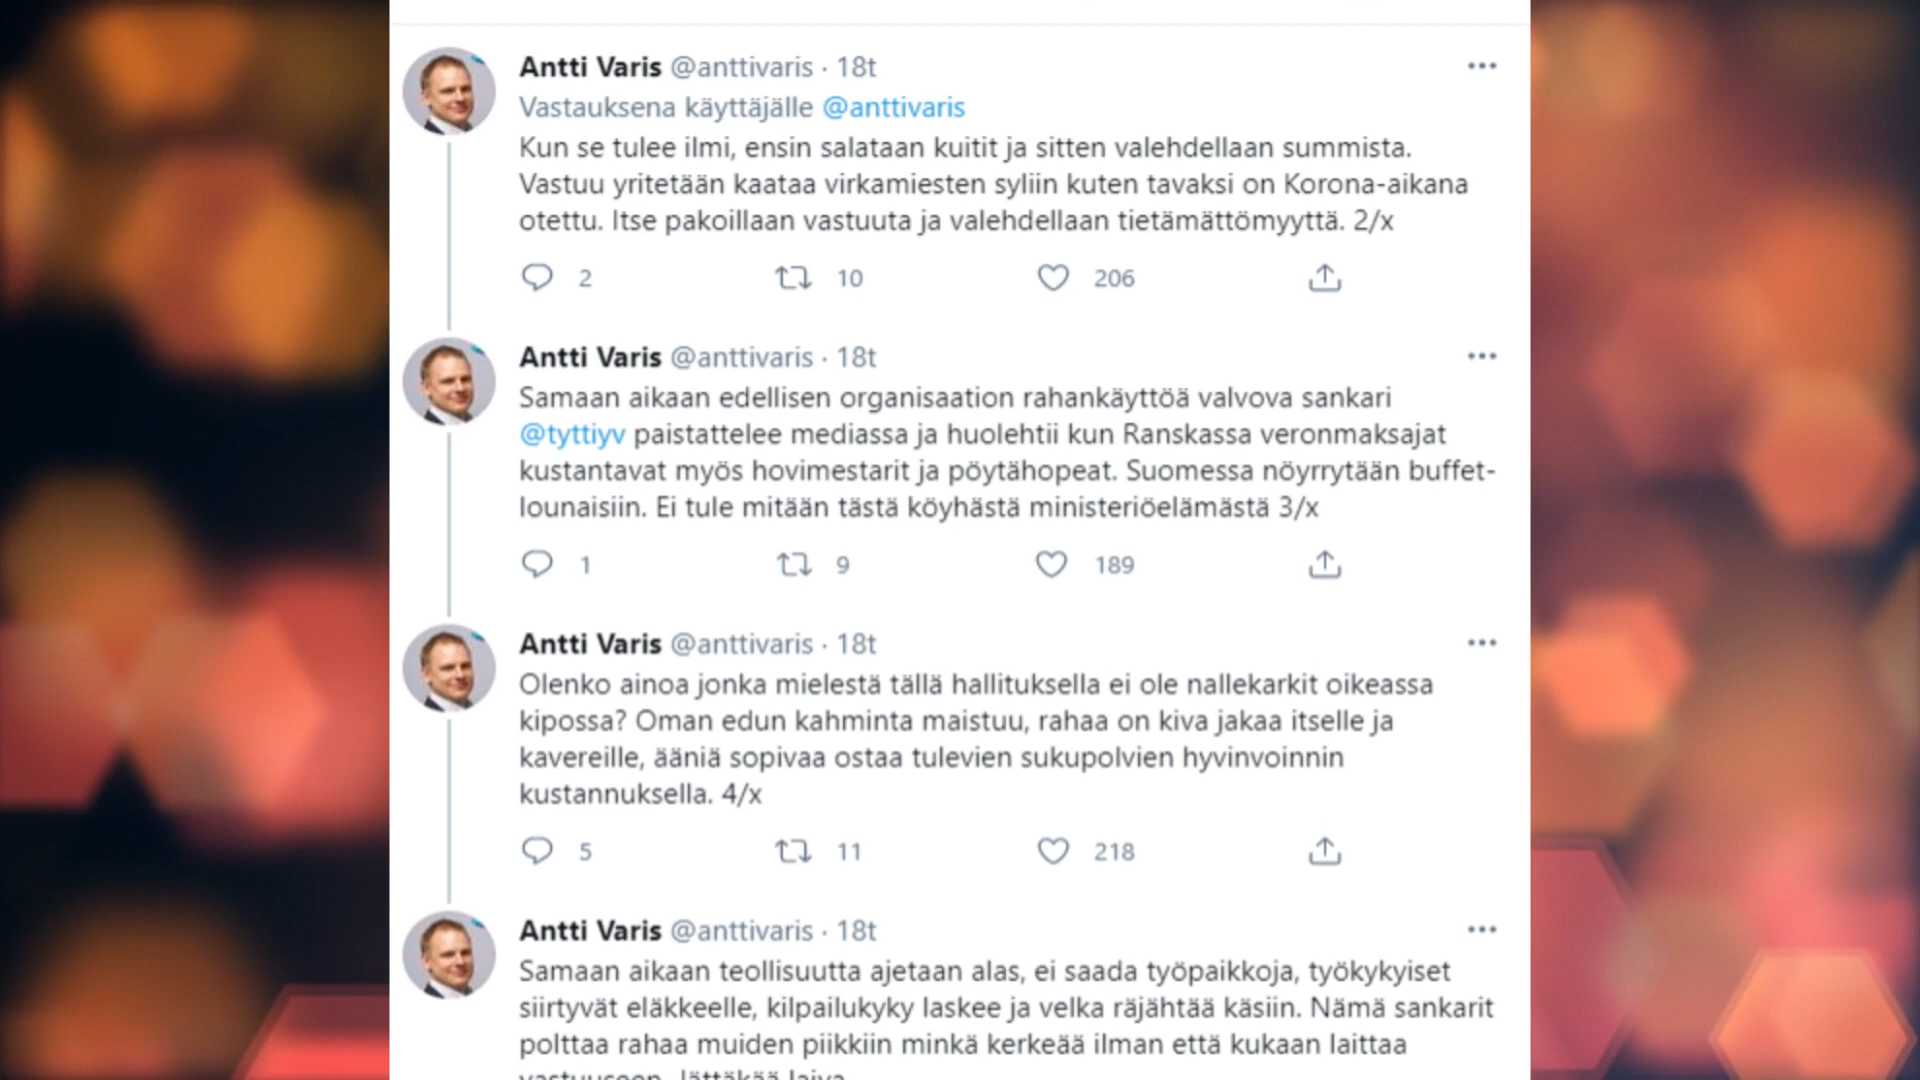 Antti Varis @anttivaris · 18t
Vastauksena käyttäjälle @anttivaris
Kun se tulee ilmi, ensin salataan kuitit ja sitten valehdellaan summista.
Vastuu yritetään kaataa virkamiesten syliin kuten tavaksi on Korona-aikana
otettu. Itse pakoillaan vastuuta ja valehdellaan tietämättömyyttä. 2/x
2 10 206
Antti Varis @anttivaris · 18t
Samaan aikaan edellisen organisaation rahankäyttöä valvova sankari
@tyttiyv paistattelee mediassa ja huolehtii kun Ranskassa veronmaksajat
kustantavat myös hovimestarit ja pöytähopeat. Suomessa nöyrrytään buffet-
lounaisiin. Ei tule mitään tästä köyhästä ministeriöelämästä 3/x
1 9 189
Antti Varis @anttivaris · 18t
Olenko ainoa jonka mielestä tällä hallituksella ei ole nallekarkit oikeassa
kipossa? Oman edun kahminta maistuu, rahaa on kiva jakaa itselle ja
kavereille, ääniä sopivaa ostaa tulevien sukupolvien hyvinvoinnin
kustannuksella. 4/x
5 11 218
Antti Varis @anttivaris · 18t
Samaan aikaan teollisuutta ajetaan alas, ei saada työpaikkoja, työkykyiset
siirtyvät eläkkeelle, kilpailukyky laskee ja velka räjähtää käsiin. Nämä sankarit
polttaa rahaa muiden piikkiin minkä kerkeää ilman että kukaan laittaa